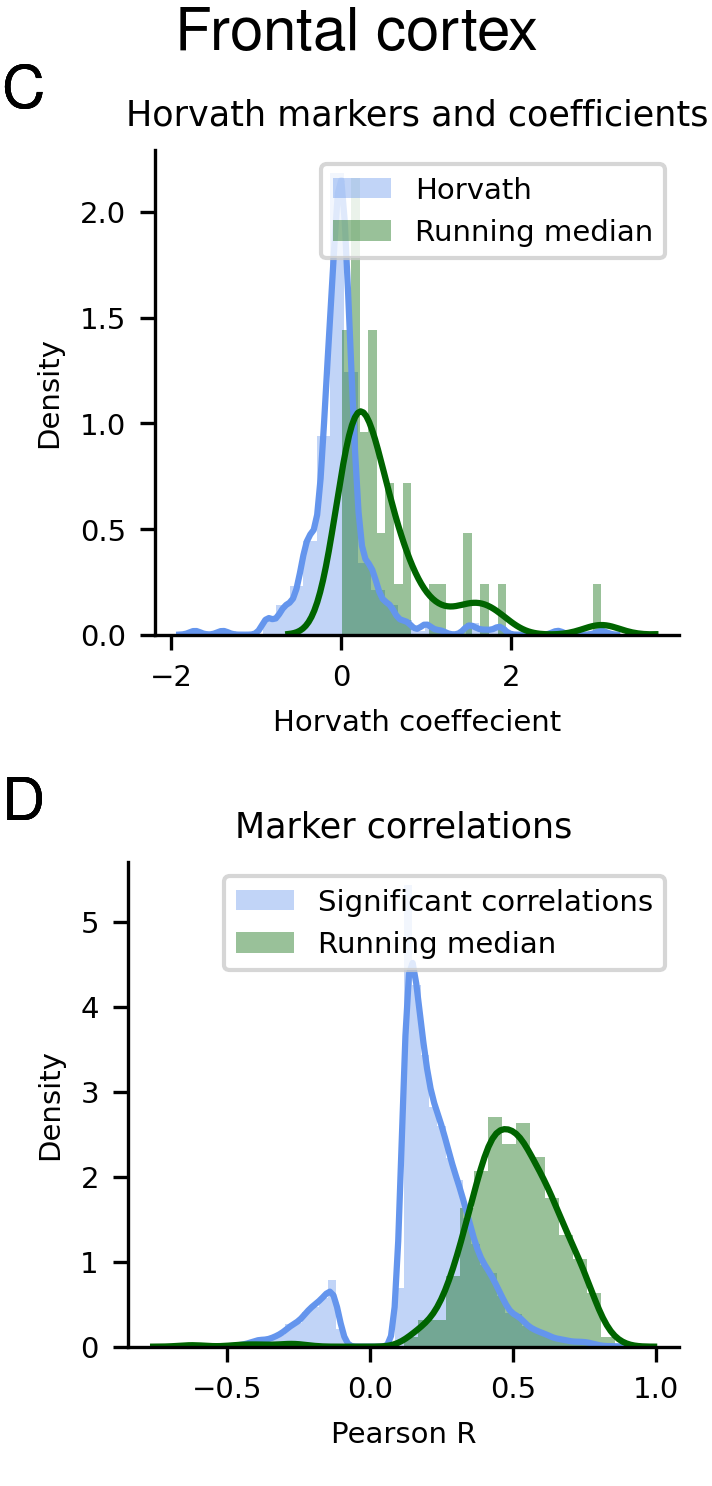 Frontal cortex
C
Horvath markers and coefficients
Horvath
Running median
2.0
1.5
1.0
0.5
0.0
Density
−2
0
2
Horvath coeffecient
D
Marker correlations
Significant correlations
Running median
5
4
3
2
1
0
Density
−0.5
0.0
0.5
1.0
Pearson R